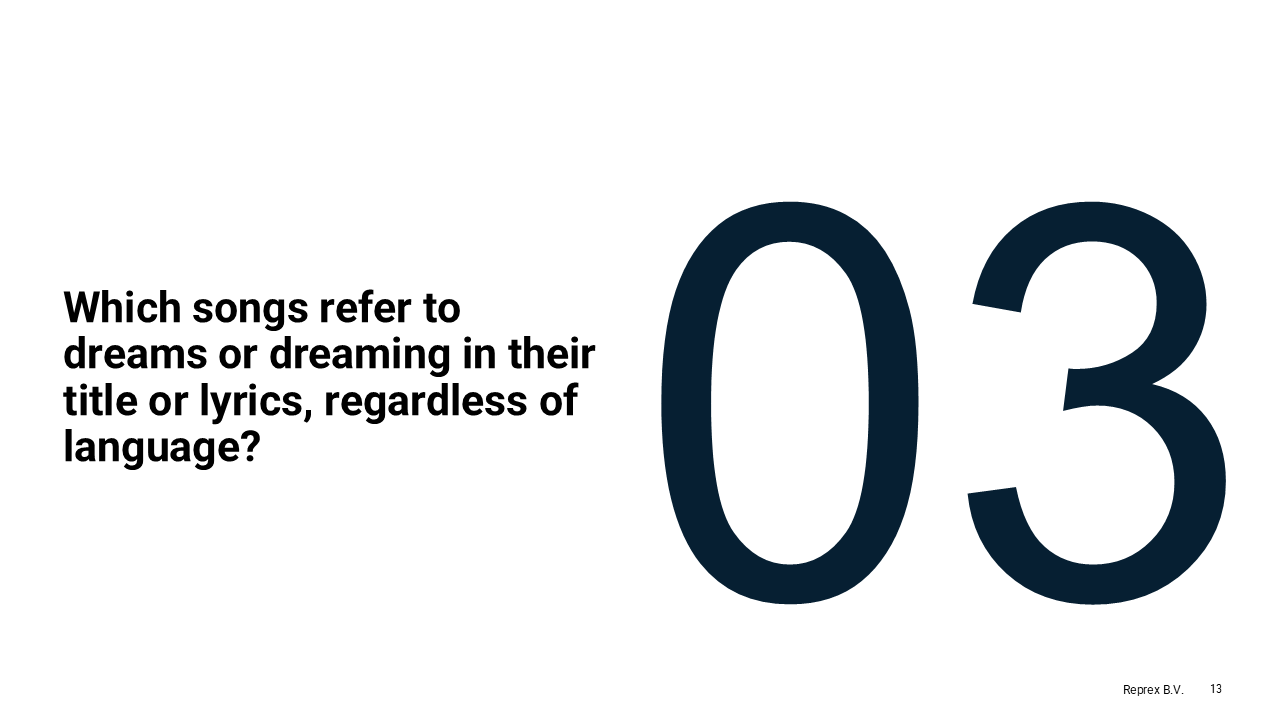 Which songs refer to
dreams or dreaming in their
title or lyrics, regardless of
language?
03
Reprex B.V.
13